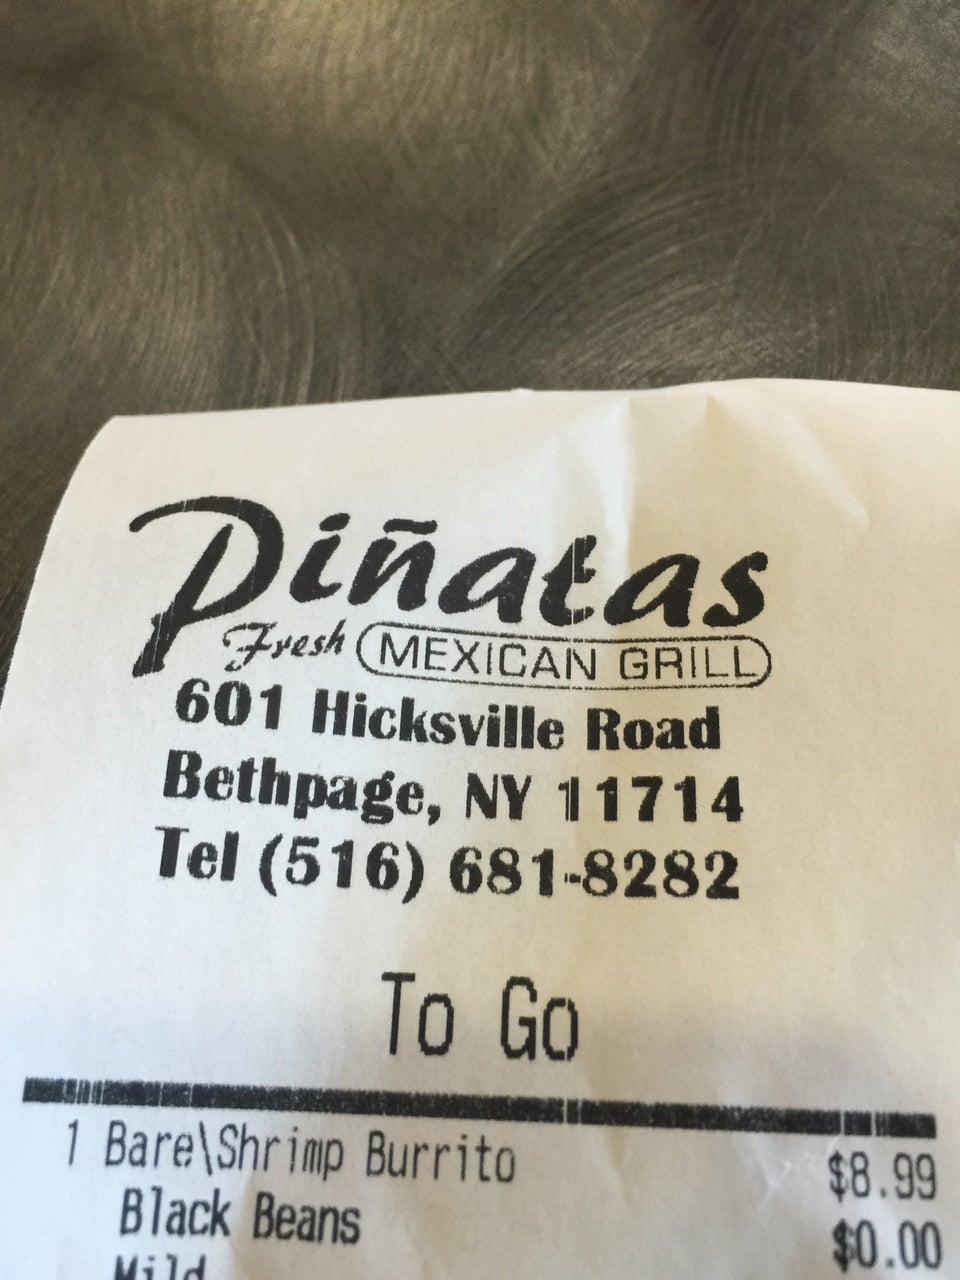 Piñatas
Fresh MEXICAN GRILL
601 Hicksville Road
Bethpage, NY 11714
Tel (516) 681-8282
To Go
1 Bare\Shrimp Burrito $8.99
Black Beans $0.00
Mild